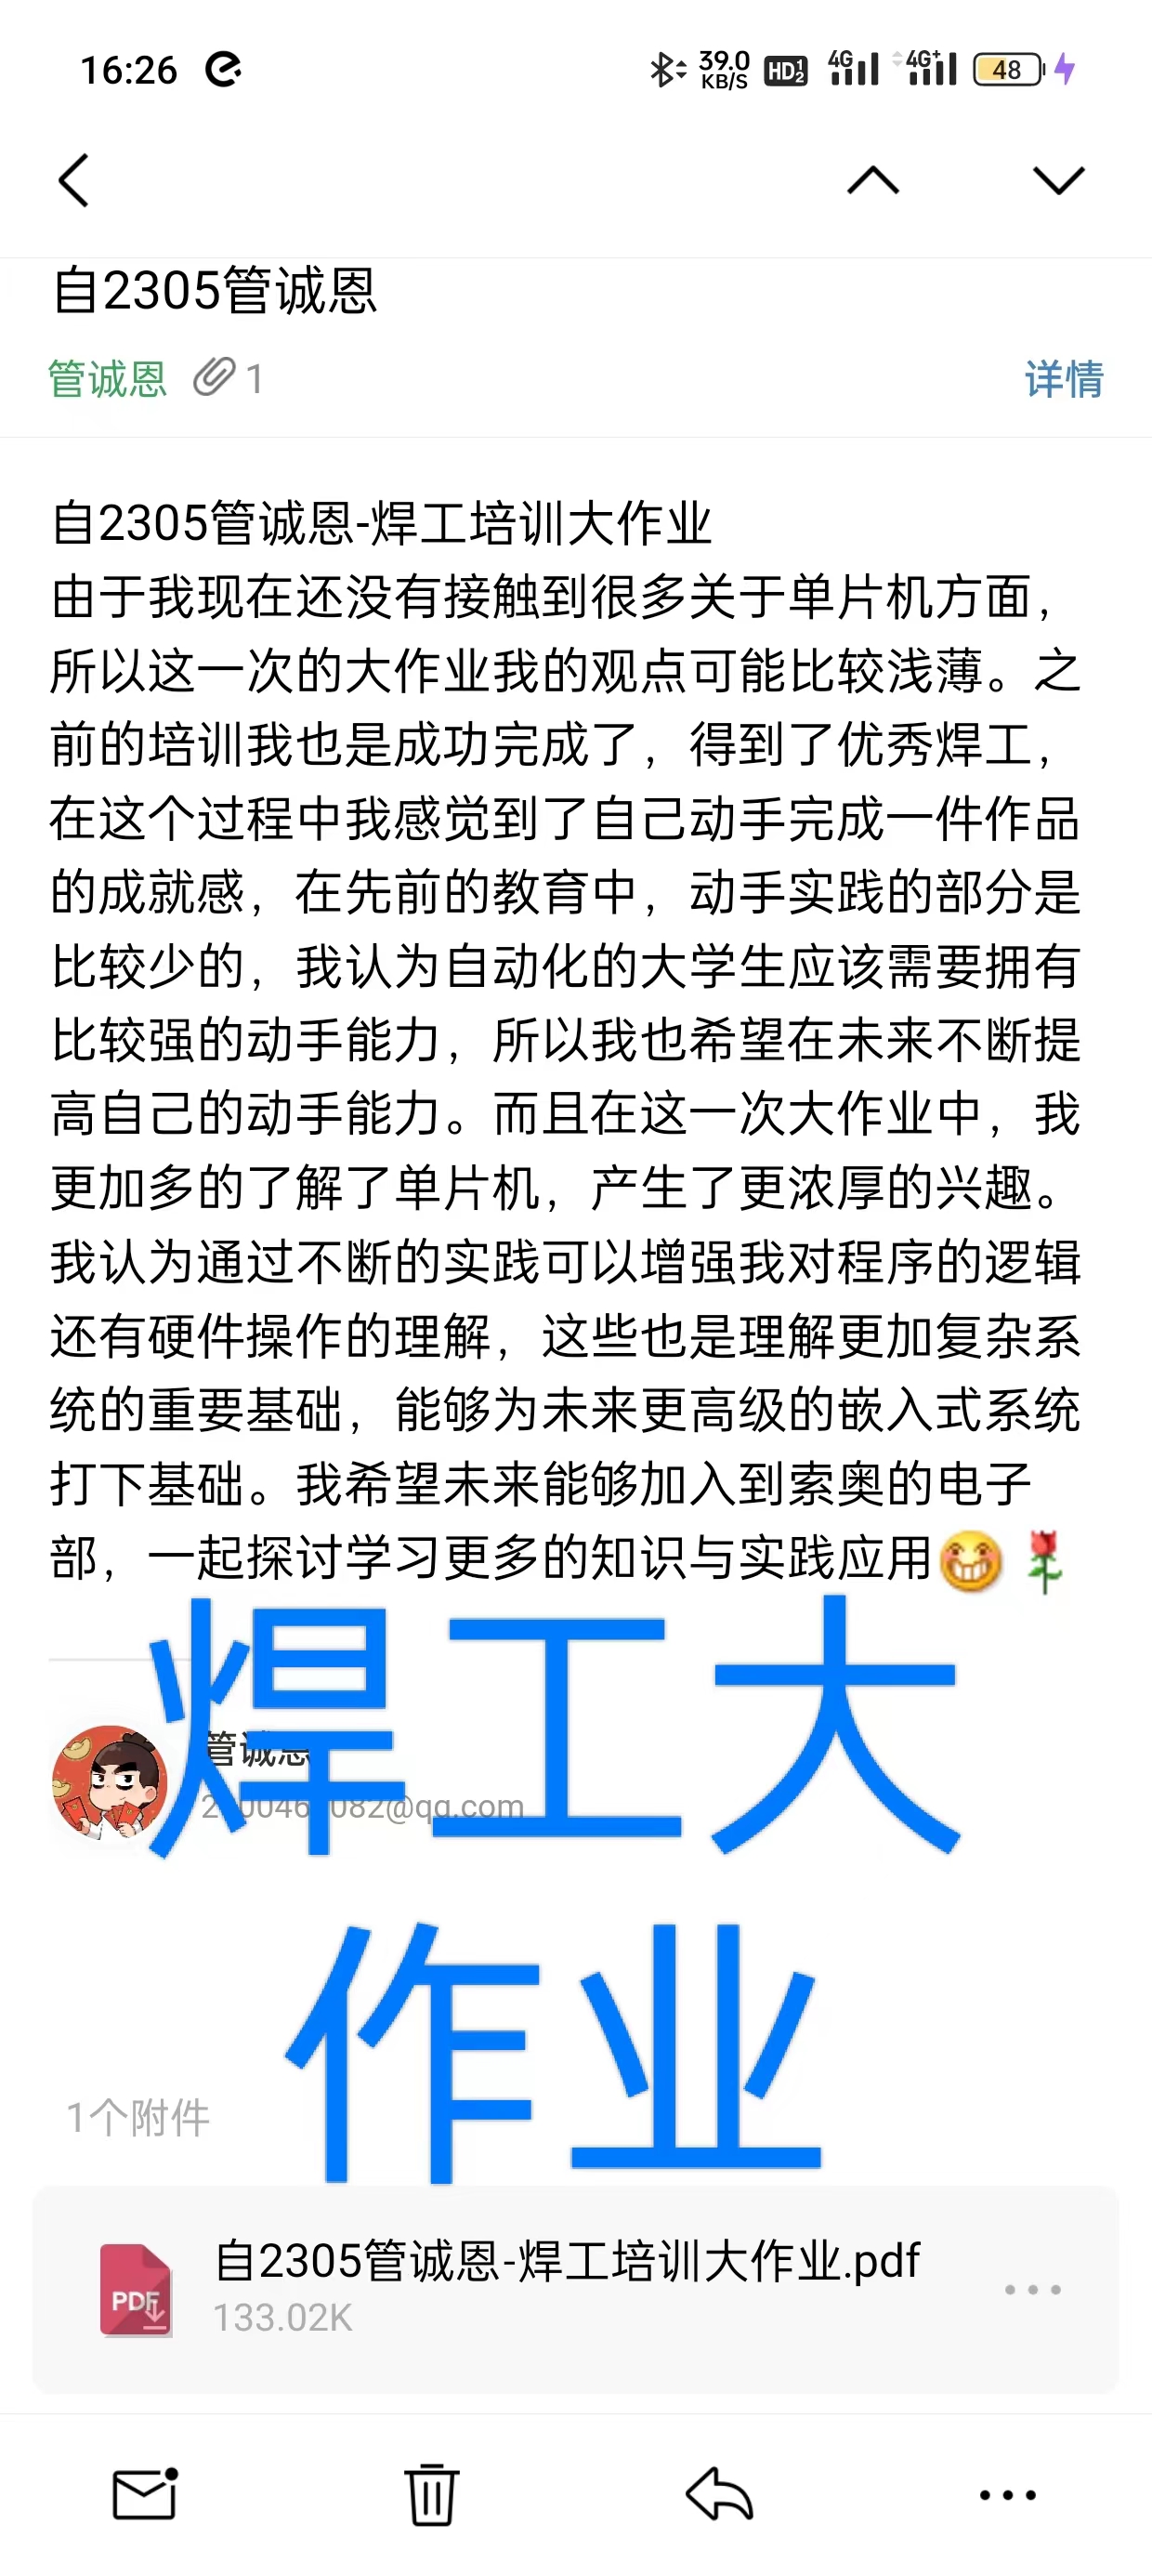 16:26
39.0
KB/S
HD 1 2
4G
4G+
48
自2305管诚恩
管诚恩 1
详情
自2305管诚恩-焊工培训大作业
由于我现在还没有接触到很多关于单片机方面，
所以这一次的大作业我的观点可能比较浅薄。之
前的培训我也是成功完成了，得到了优秀焊工，
在这个过程中我感觉到了自己动手完成一件作品
的成就感，在先前的教育中，动手实践的部分是
比较少的，我认为自动化的大学生应该需要拥有
比较强的动手能力，所以我也希望在未来不断提
高自己的动手能力。而且在这一次大作业中，我
更加多的了解了单片机，产生了更浓厚的兴趣。
我认为通过不断的实践可以增强我对程序的逻辑
还有硬件操作的理解，这些也是理解更加复杂系
统的重要基础，能够为未来更高级的嵌入式系统
打下基础。我希望未来能够加入到索奥的电子
部，一起探讨学习更多的知识与实践应用😁🌹
焊工大
管诚恩
作业
1个附件
PDF
自2305管诚恩-焊工培训大作业.pdf
133.02K